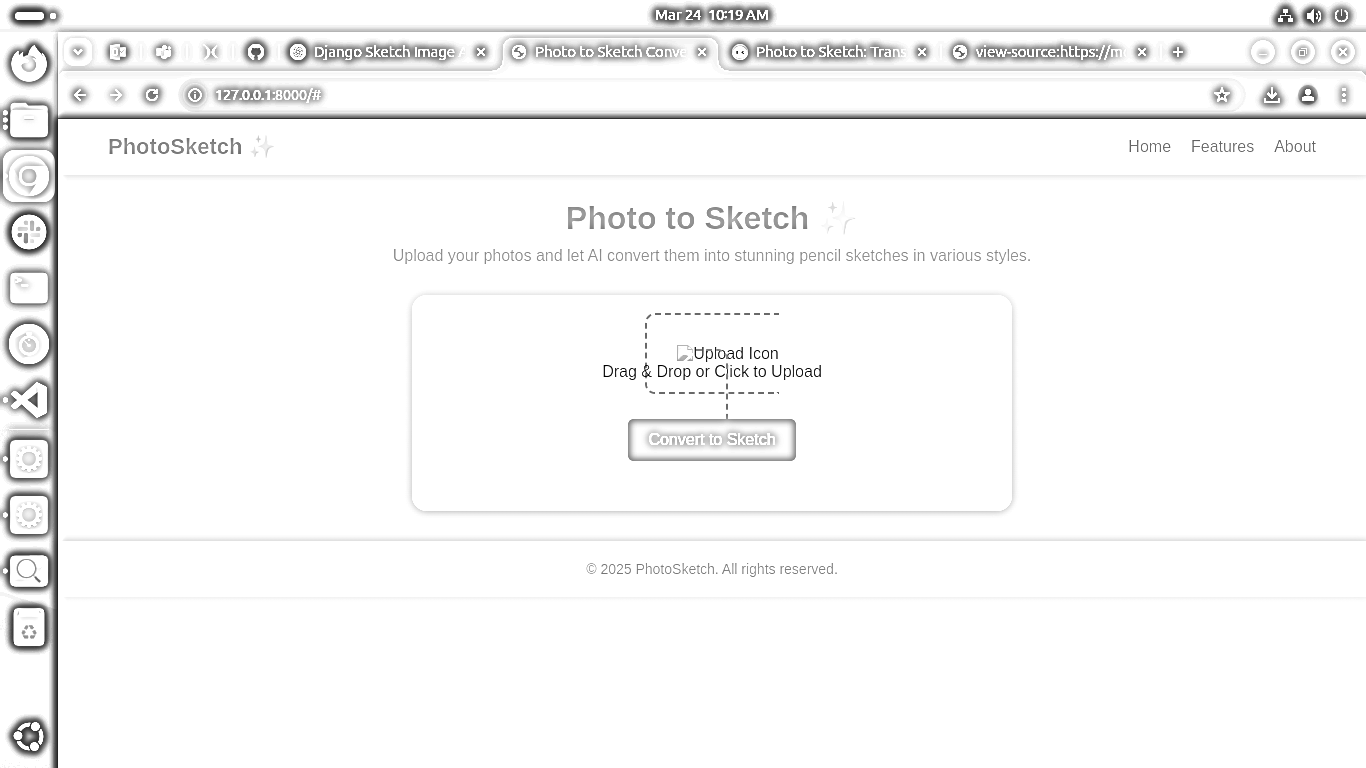 Mar 24 10:19 AM
Django Sketch Image
Photo to Sketch Conve
Photo to Sketch: Trans
view-source:https://m
127.0.0.1:8000/#
PhotoSketch ✨
Home
Features
About
Photo to Sketch ✨
Upload your photos and let AI convert them into stunning pencil sketches in various styles.
Upload Icon
Drag & Drop or Click to Upload
Convert to Sketch
© 2025 PhotoSketch. All rights reserved.